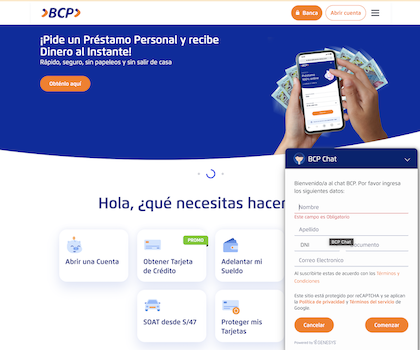 BCP
Banca
Abrir cuenta
¡Pide un Préstamo Personal y recibe
Dinero al Instante!
Rápido, seguro, sin papeleos y sin salir de casa
Obténlo aquí
Hola, ¿qué necesitas hacer
Abrir una Cuenta
PROMO
Obtener Tarjeta
de Crédito
Adelantar mi
Sueldo
SOAT desde S/47
Proteger mis
Tarjetas
BCP Chat
Bienvenido/a al chat BCP. Por favor ingresa
los siguientes datos:
Nombre
Este campo es Obligatorio
Apellido
DNI
BCP Chat
ocumento
Correo Electronico
Al suscribirte estas de acuerdo con los Términos y
Condiciones
Este sitio está protegido por reCAPTCHA y se aplican
la Política de privacidad a Términos del servicio de
Google.
Cancelar
Comenzar
Powered by GENESYS